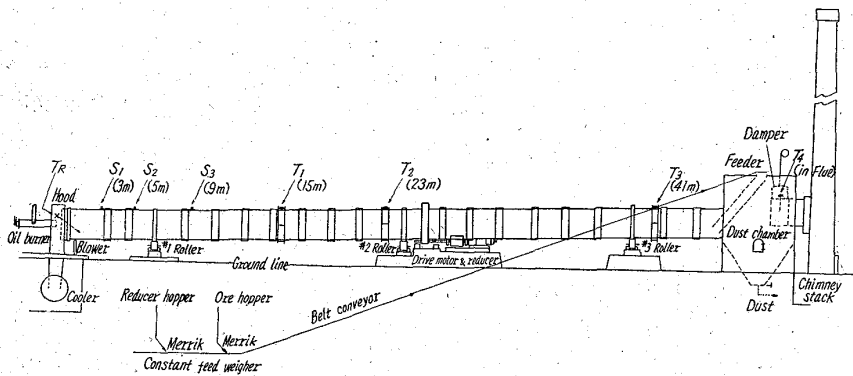 Damper
Feeder
T4
(in Flue)
TR
Hood
S1
(3m)
S2
(5m)
S3
(9m)
T1
(15m)
T2
(23m)
T3
(41m)
Oil burner
Blower
#1 Roller
#2 Roller
#3 Roller
Dust chamber
Ground line
Drive motor & reducer
Chimney
stack
Cooler
Dust
Reducer hopper
Ore hopper
Belt conveyor
Merrik
Merrik
Constant feed weigher